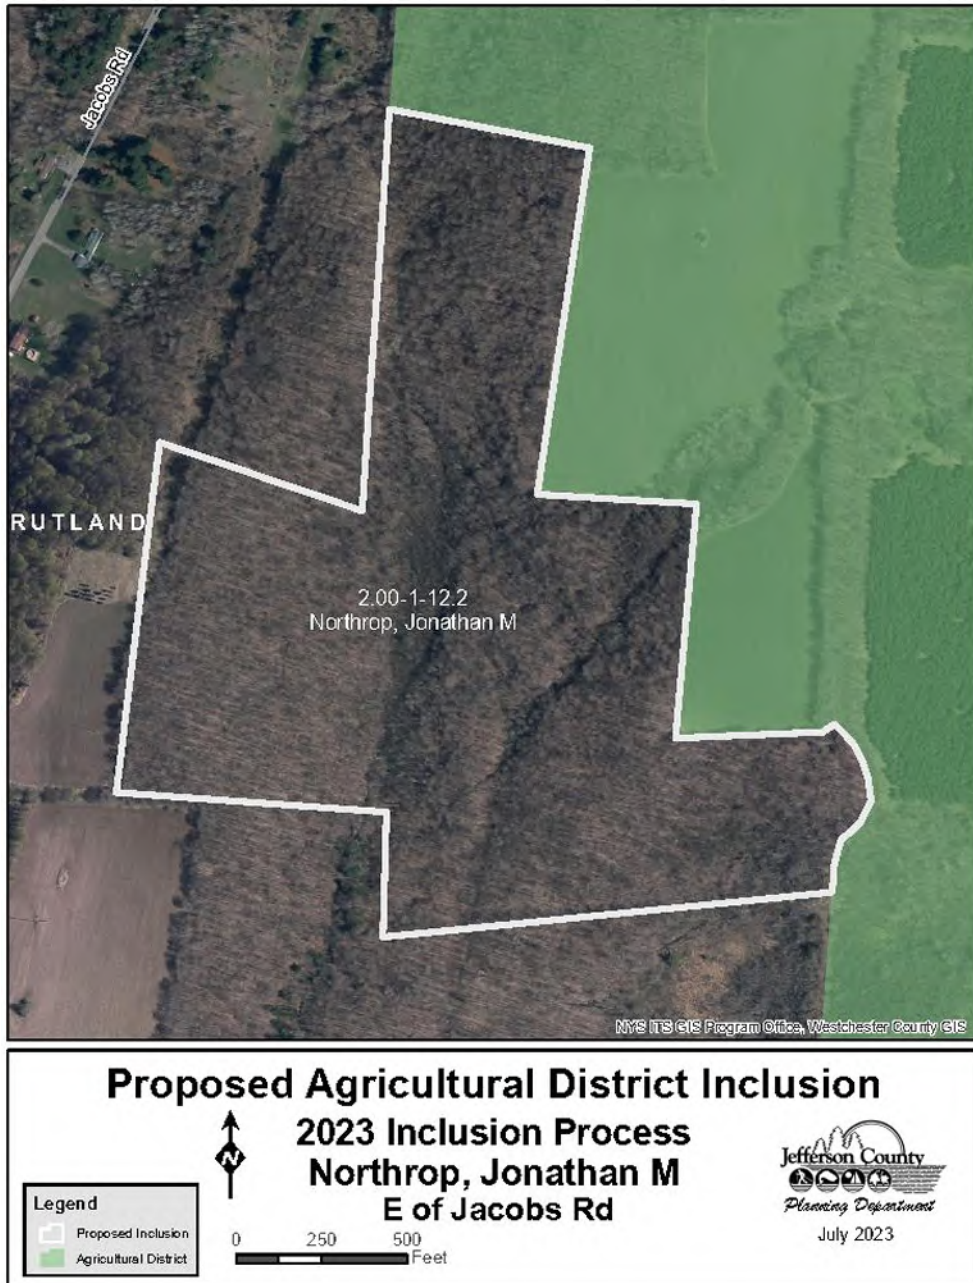 Jacobs Rd
RUTLAND
2.00-1-12.2
Northrop, Jonathan M
NYS ITS GIS Program Office, Westchester County GIS
Proposed Agricultural District Inclusion
2023 Inclusion Process
Northrop, Jonathan M
E of Jacobs Rd
N
Legend
Proposed Inclusion
Agricultural District
0 250 500
Feet
Jefferson County
Planning Department
July 2023